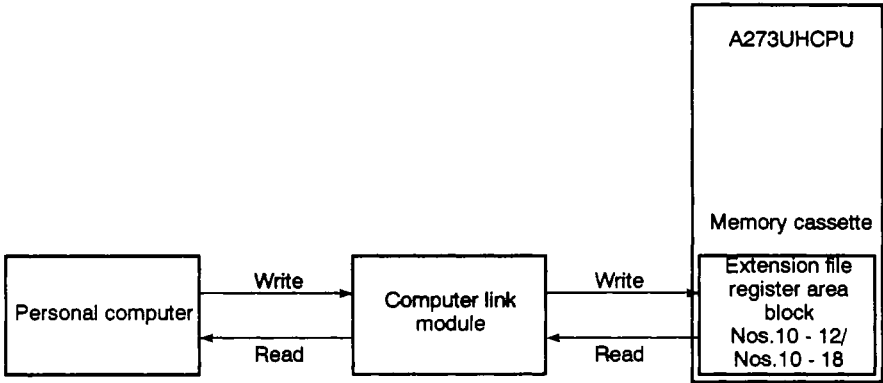 A273UHCPU
Memory cassette
Extension file
register area
block
Nos.10 - 12/
Nos.10 - 18
Personal computer
Write
Read
Computer link
module
Write
Read